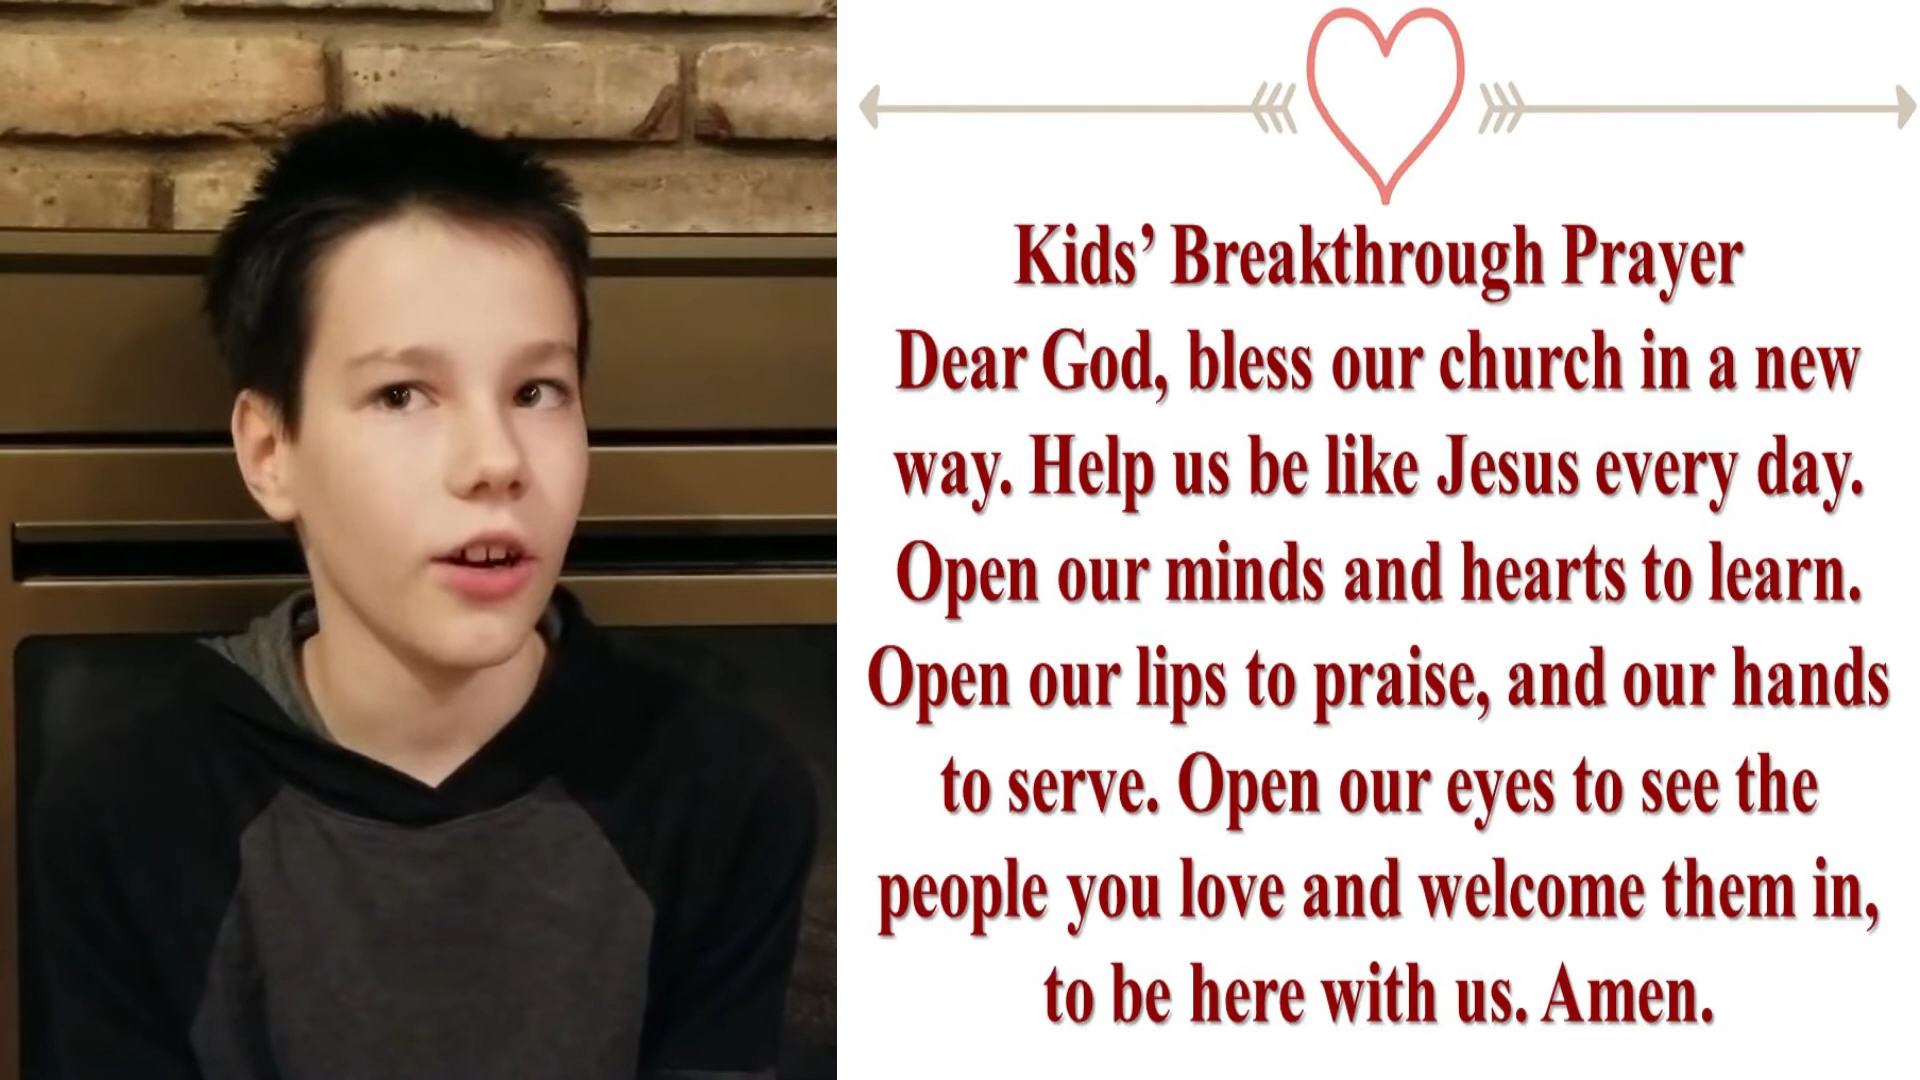 Kids’ Breakthrough Prayer
Dear God, bless our church in a new
way. Help us be like Jesus every day.
Open our minds and hearts to learn.
Open our lips to praise, and our hands
to serve. Open our eyes to see the
people you love and welcome them in,
to be here with us. Amen.